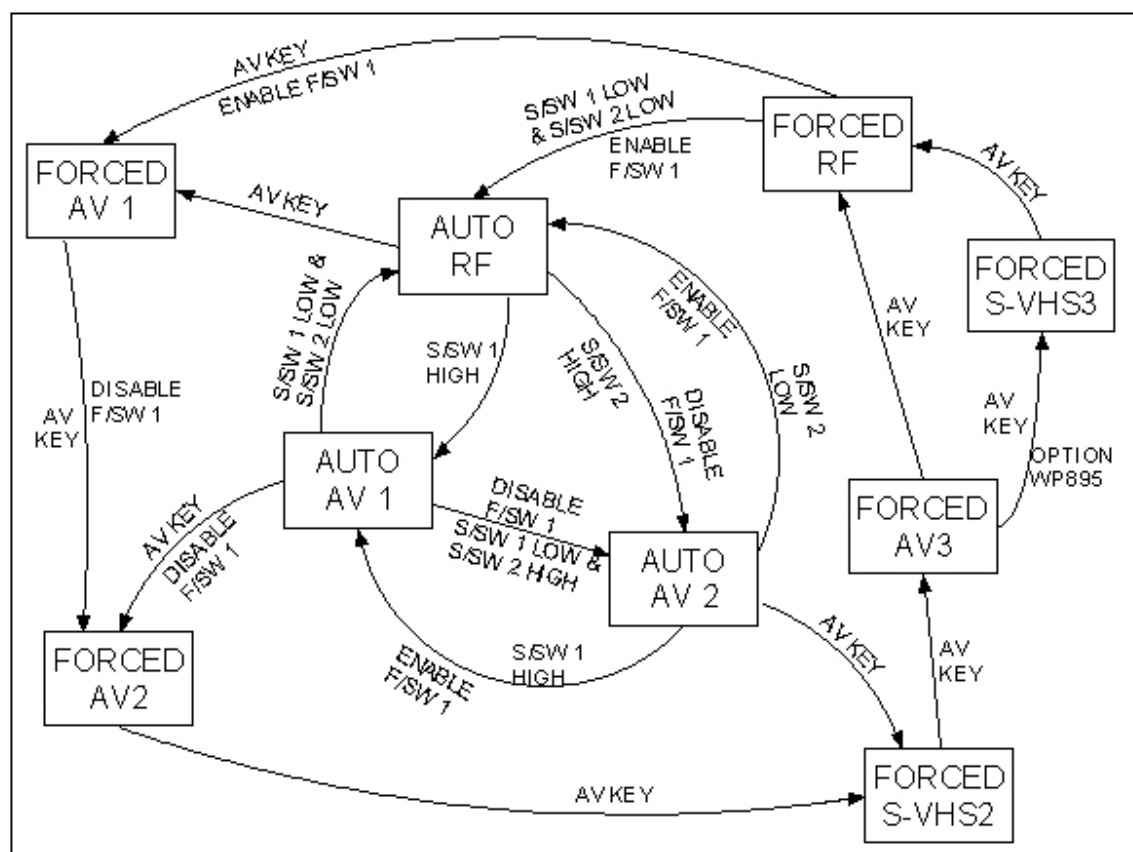 AV KEY
ENABLE F/SW 1
S/SW 1 LOW
& S/SW 2 LOW
ENABLE
F/SW 1
FORCED
RF
AV KEY
FORCED
AV 1
AV KEY
AUTO
RF
FORCED
S-VHS3
ENABLE
F/SW 1
S/SW 1 LOW &
S/SW 2 LOW
S/SW 1
HIGH
S/SW 2
HIGH
DISABLE
F/SW 1
S/SW 2
LOW
AV
KEY
AV
KEY
OPTION
WP895
DISABLE
F/SW 1
AV
KEY
AUTO
AV 1
DISABLE
F/SW 1
S/SW 1 LOW &
S/SW 2 HIGH
FORCED
AV3
AV KEY
DISABLE
F/SW 1
AUTO
AV 2
FORCED
AV2
ENABLE
F/SW 1
S/SW 1
HIGH
AV KEY
AV
KEY
AV KEY
FORCED
S-VHS2